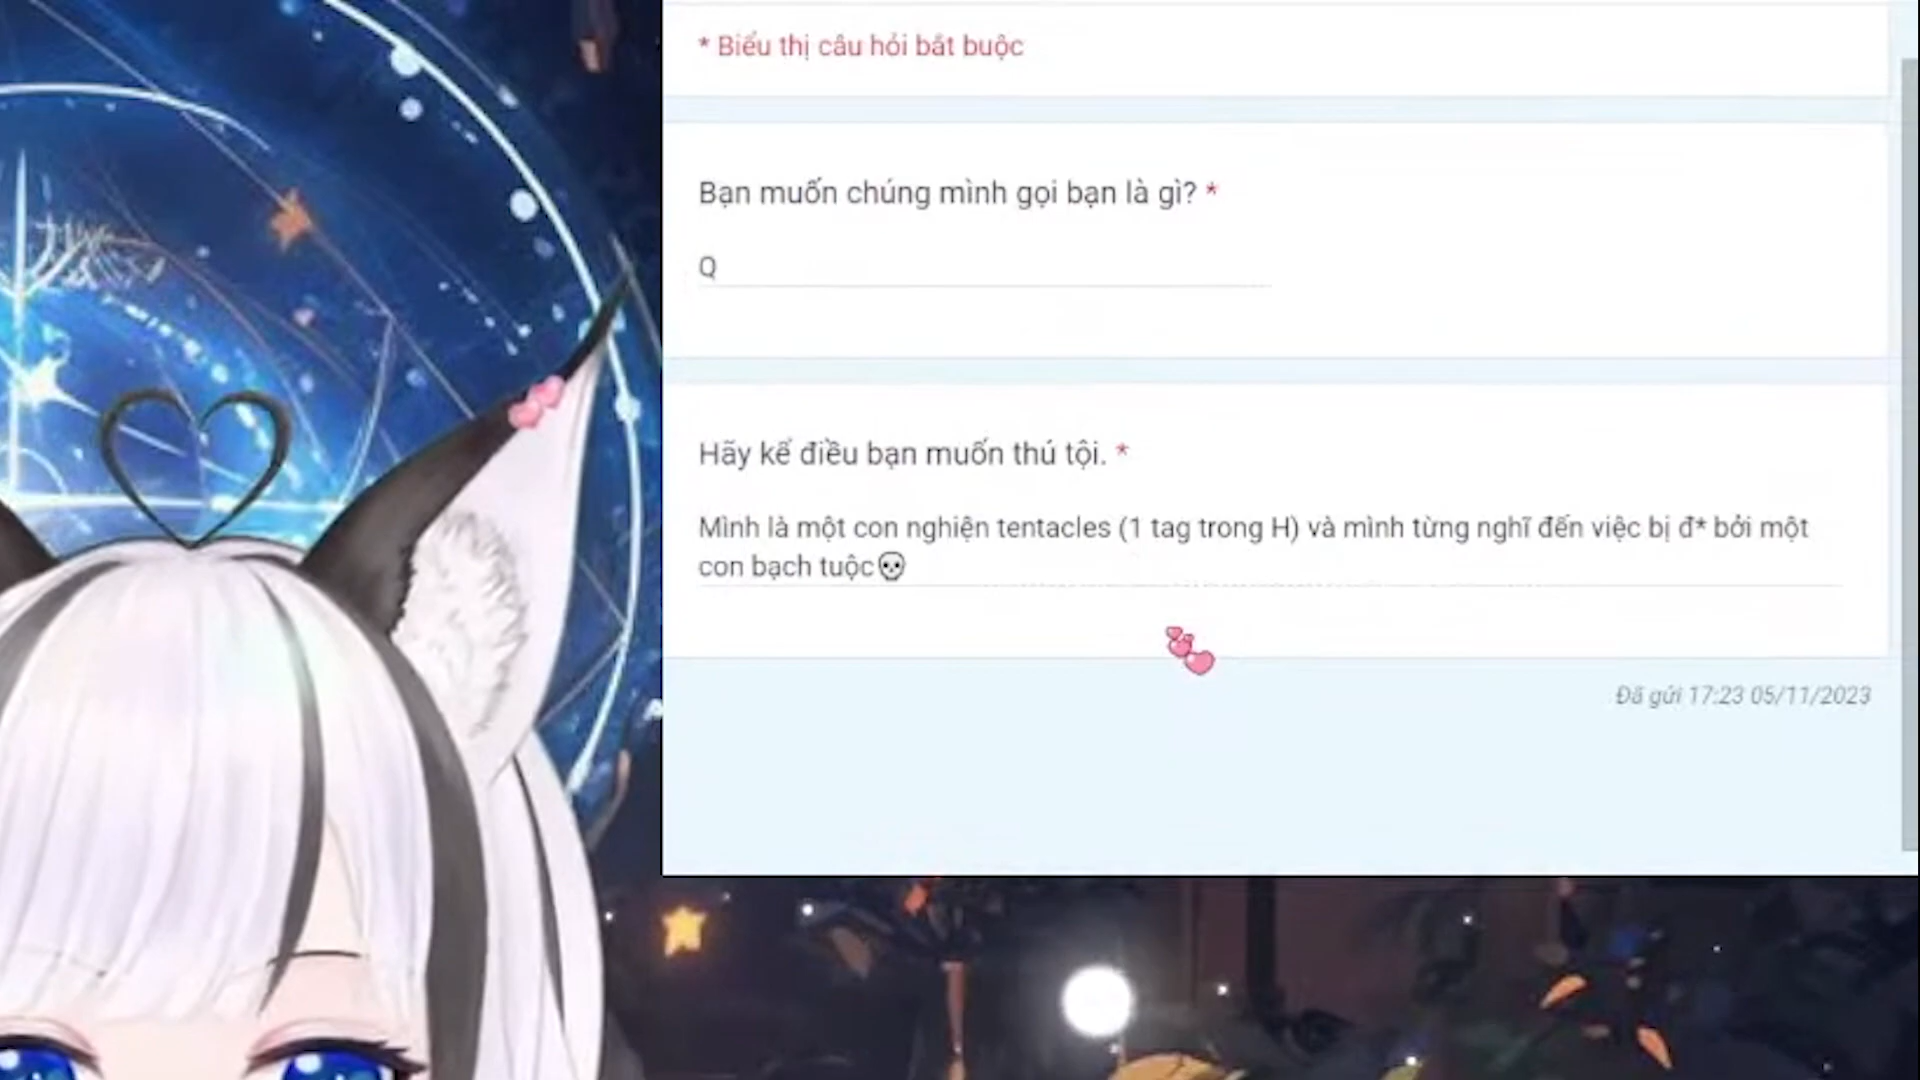 * Biểu thị câu hỏi bắt buộc
Bạn muốn chúng mình gọi bạn là gì? *
Q
Hãy kể điều bạn muốn thú tội. *
Mình là một con nghiện tentacles (1 tag trong H) và mình từng nghĩ đến việc bị đ* bởi một
con bạch tuộc💀
Đã gửi 17:23 05/11/2023